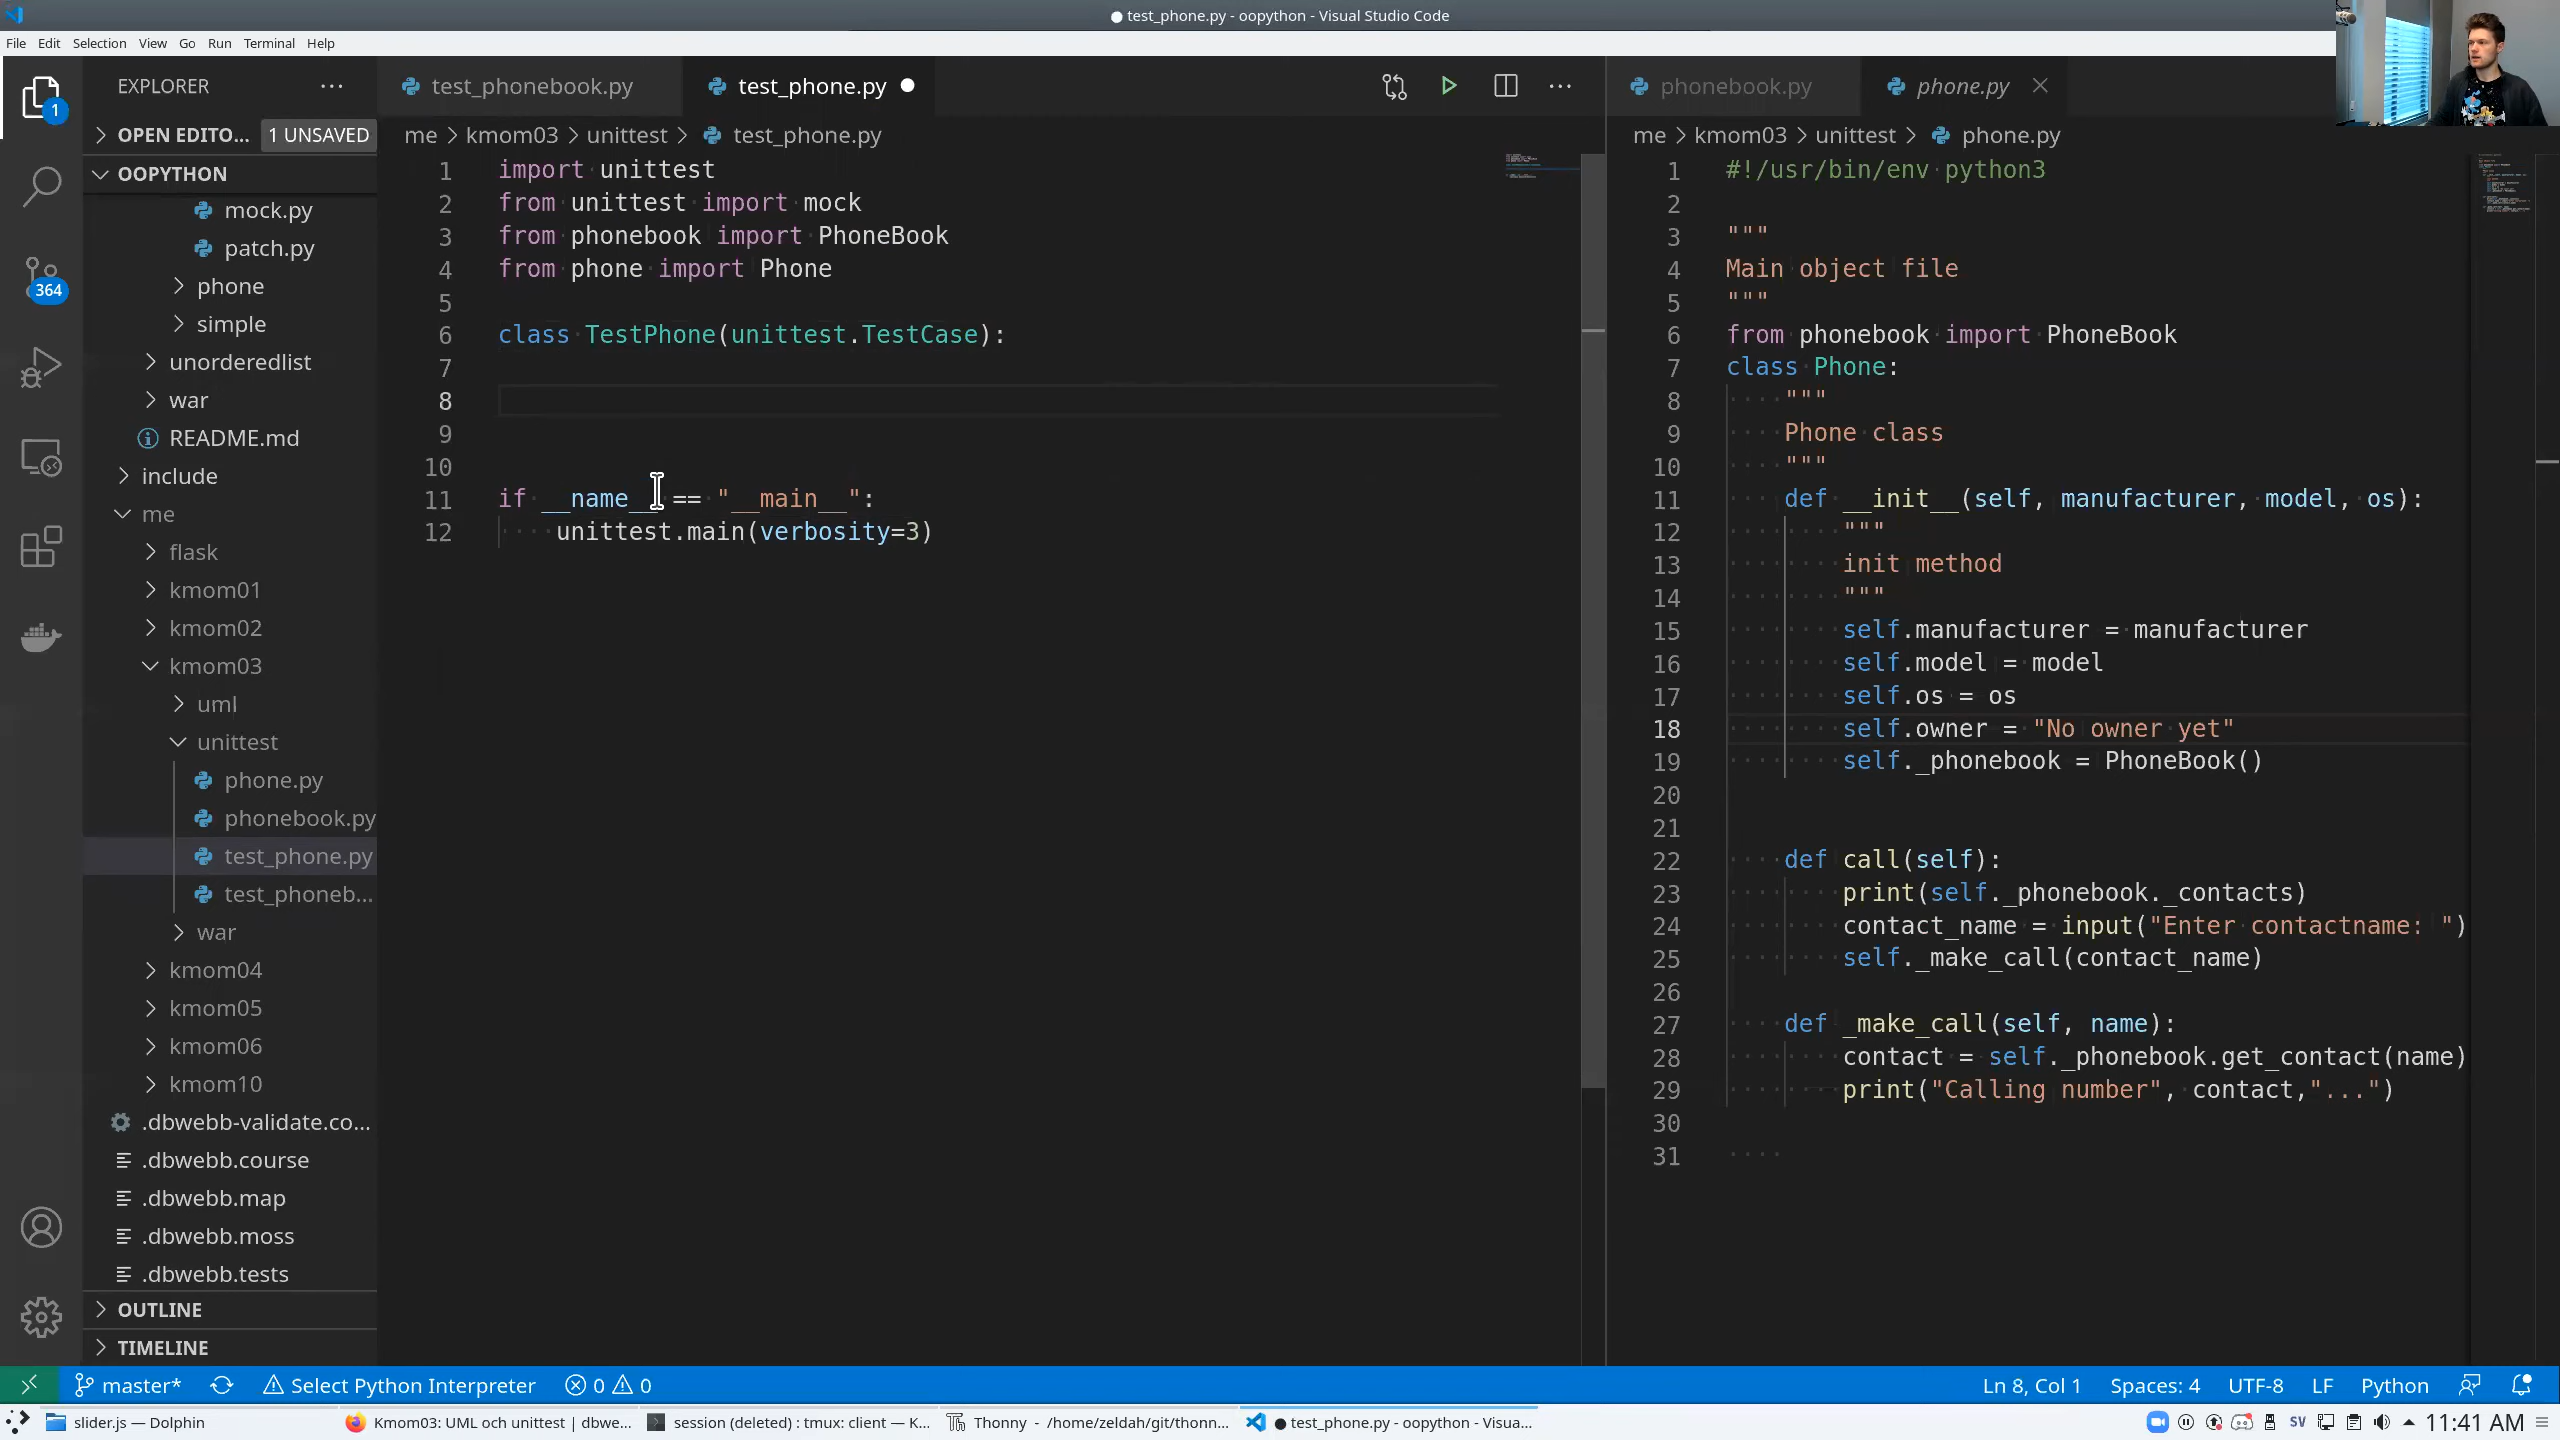 test_phone.py - oopython - Visual Studio Code
File Edit Selection View Go Run Terminal Help
EXPLORER
1
OPEN EDITO... 1 UNSAVED
OOPYTHON
mock.py
patch.py
phone
364
simple
unorderedlist
war
README.md
include
me
flask
kmom01
kmom02
kmom03
uml
unittest
phone.py
phonebook.py
test_phone.py
test_phoneb...
war
kmom04
kmom05
kmom06
kmom10
.dbwebb-validate.co...
.dbwebb.course
.dbwebb.map
.dbwebb.moss
.dbwebb.tests
OUTLINE
TIMELINE
test_phonebook.py test_phone.py
me > kmom03 > unittest > test_phone.py
1 import unittest
2 from unittest import mock
3 from phonebook import PhoneBook
4 from phone import Phone
5
6 class TestPhone(unittest.TestCase):
7
8
9
10
11 if __name__ == "__main__":
12 unittest.main(verbosity=3)
phonebook.py phone.py
me > kmom03 > unittest > phone.py
1 #!/usr/bin/env python3
2
3 """
4 Main object file
5 """
6 from phonebook import PhoneBook
7 class Phone:
8 """
9 Phone class
10 """
11 def __init__(self, manufacturer, model, os):
12 """
13 init method
14 """
15 self.manufacturer = manufacturer
16 self.model = model
17 self.os = os
18 self.owner = "No owner yet"
19 self._phonebook = PhoneBook()
20
21
22 def call(self):
23 print(self._phonebook._contacts)
24 contact_name = input("Enter contactname: ")
25 self._make_call(contact_name)
26
27 def _make_call(self, name):
28 contact = self._phonebook.get_contact(name)
29 print("Calling number", contact,"...")
30
31
master* Select Python Interpreter 0 0 Ln 8, Col 1 Spaces: 4 UTF-8 LF Python
slider.js — Dolphin Kmom03: UML och unittest | dbwe... session (deleted) : tmux: client — K... Thonny - /home/zeldah/git/thonn... test_phone.py - oopython - Visua... SV 11:41 AM